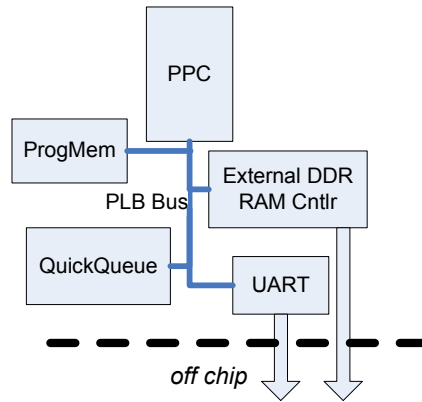 PPC
ProgMem
External DDR
RAM Cntlr
PLB Bus
QuickQueue
UART
off chip